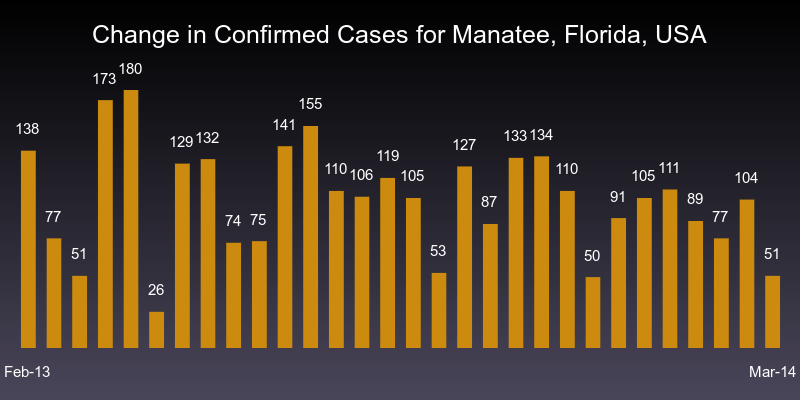 Change in Confirmed Cases for Manatee, Florida, USA
138 77 51 173 180 26 129 132 74 75 141 155 110 106 119 105 53 127 87 133 134 110 50 91 105 111 89 77 104 51
Feb-13 Mar-14